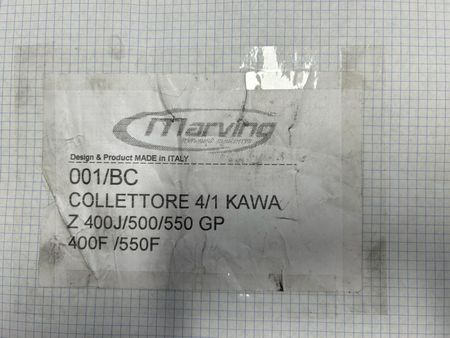 Marving
Design & Product MADE in ITALY
001/BC
COLLETTORE 4/1 KAWA
Z 400J/500/550 GP
400F /550F